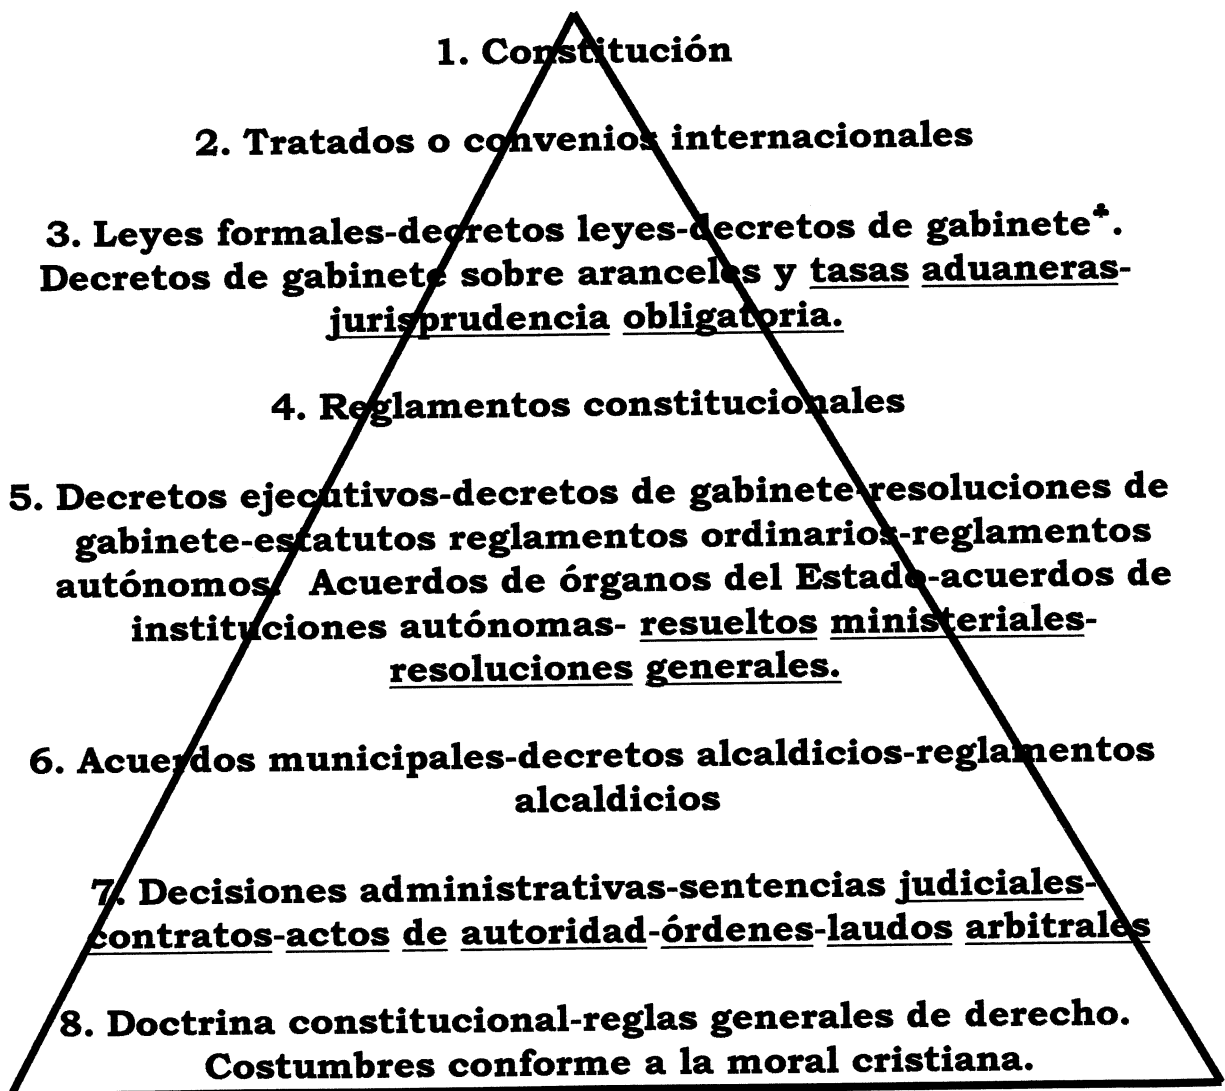 1. Constitución
2. Tratados o convenios internacionales
3. Leyes formales-decretos leyes-decretos de gabinete*.
Decretos de gabinete sobre aranceles y tasas aduaneras-
jurisprudencia obligatoria.
4. Reglamentos constitucionales
5. Decretos ejecutivos-decretos de gabinete-resoluciones de
gabinete-estatutos reglamentos ordinarios-reglamentos
autónomos. Acuerdos de órganos del Estado-acuerdos de
instituciones autónomas- resueltos ministeriales-
resoluciones generales.
6. Acuerdos municipales-decretos alcaldicios-reglamentos
alcaldicios
7. Decisiones administrativas-sentencias judiciales-
contratos-actos de autoridad-órdenes-laudos arbitrales
8. Doctrina constitucional-reglas generales de derecho.
Costumbres conforme a la moral cristiana.